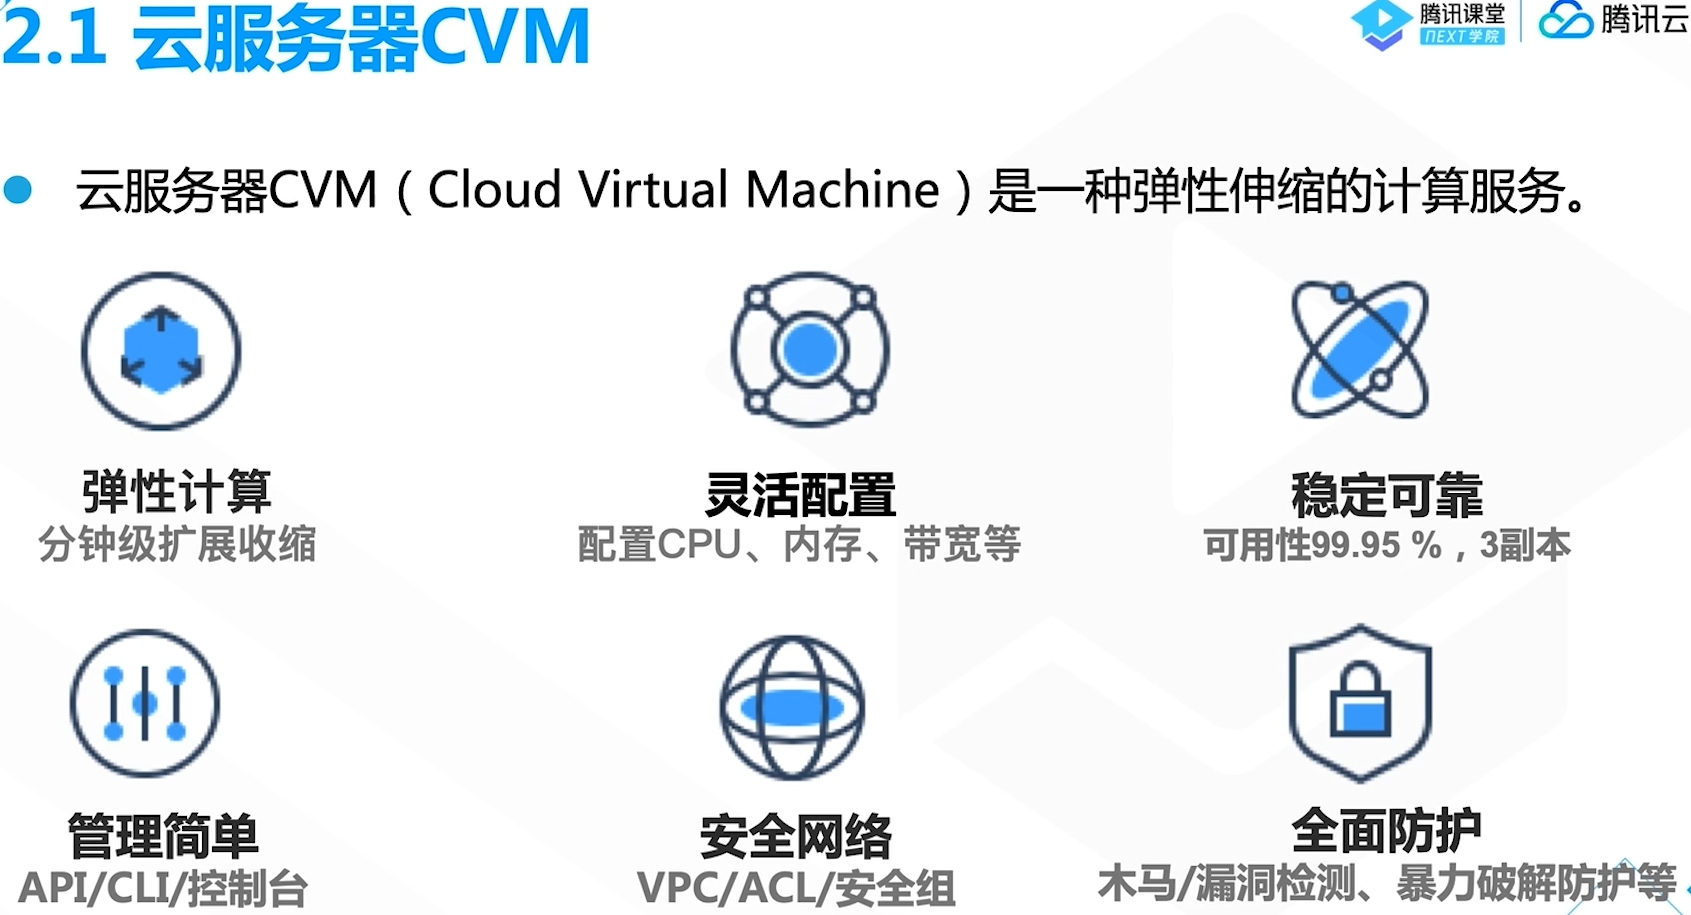 2.1 云服务器CVM
腾讯课堂
NEXT学院
腾讯云
云服务器CVM（Cloud Virtual Machine）是一种弹性伸缩的计算服务。
弹性计算
分钟级扩展收缩
灵活配置
配置CPU、内存、带宽等
稳定可靠
可用性99.95 %，3副本
管理简单
API/CLI/控制台
安全网络
VPC/ACL/安全组
全面防护
木马/漏洞检测、暴力破解防护等